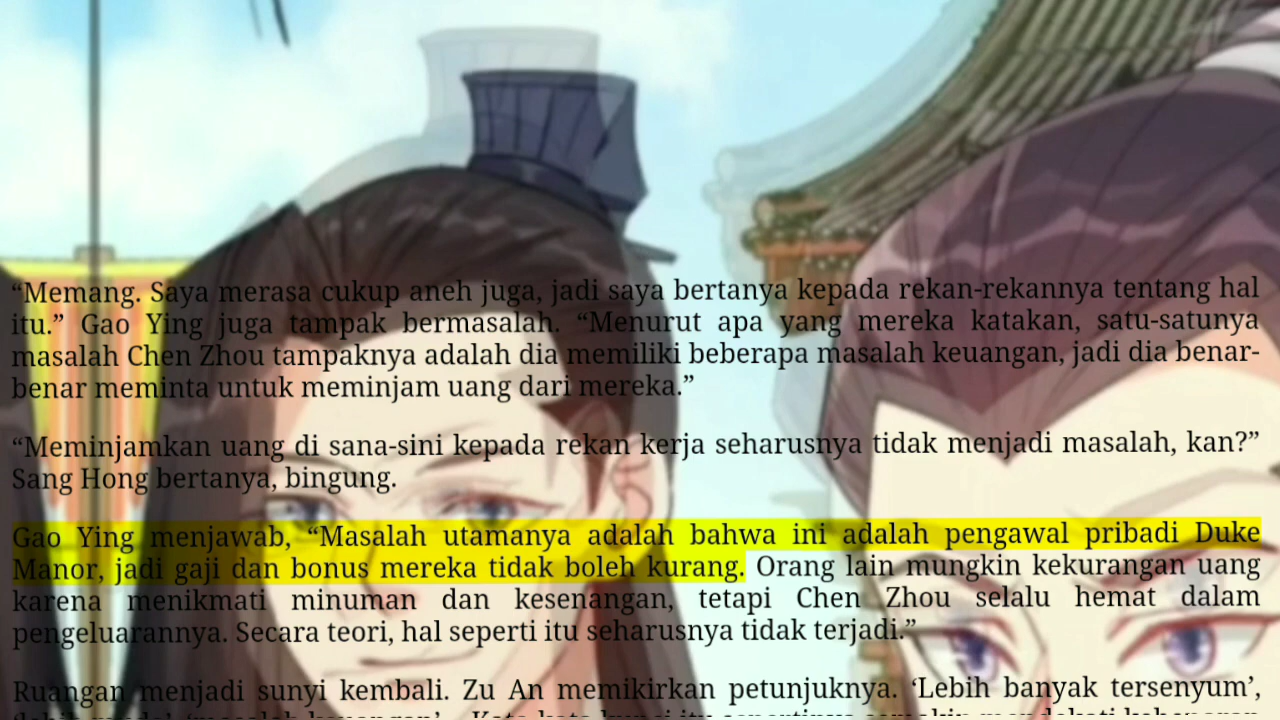 “Memang. Saya merasa cukup aneh juga, jadi saya bertanya kepada rekan-rekannya tentang hal
itu.” Gao Ying juga tampak bermasalah. “Menurut apa yang mereka katakan, satu-satunya
masalah Chen Zhou tampaknya adalah dia memiliki beberapa masalah keuangan, jadi dia benar-
benar meminta untuk meminjam uang dari mereka.”
“Meminjamkan uang di sana-sini kepada rekan kerja seharusnya tidak menjadi masalah, kan?”
Sang Hong bertanya, bingung.
Gao Ying menjawab, “Masalah utamanya adalah bahwa ini adalah pengawal pribadi Duke
Manor, jadi gaji dan bonus mereka tidak boleh kurang. Orang lain mungkin kekurangan uang
karena menikmati minuman dan kesenangan, tetapi Chen Zhou selalu hemat dalam
pengeluarannya. Secara teori, hal seperti itu seharusnya tidak terjadi.”
Ruangan menjadi sunyi kembali. Zu An memikirkan petunjuknya. ‘Lebih banyak tersenyum’,